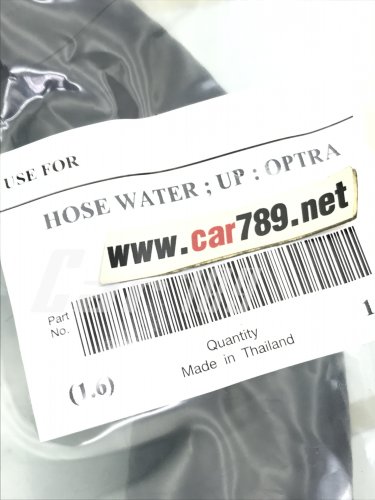 USE FOR
HOSE WATER ; UP : OPTRA
www.car789.net
Part
No.
Quantity
1
Made in Thailand
(1.6)